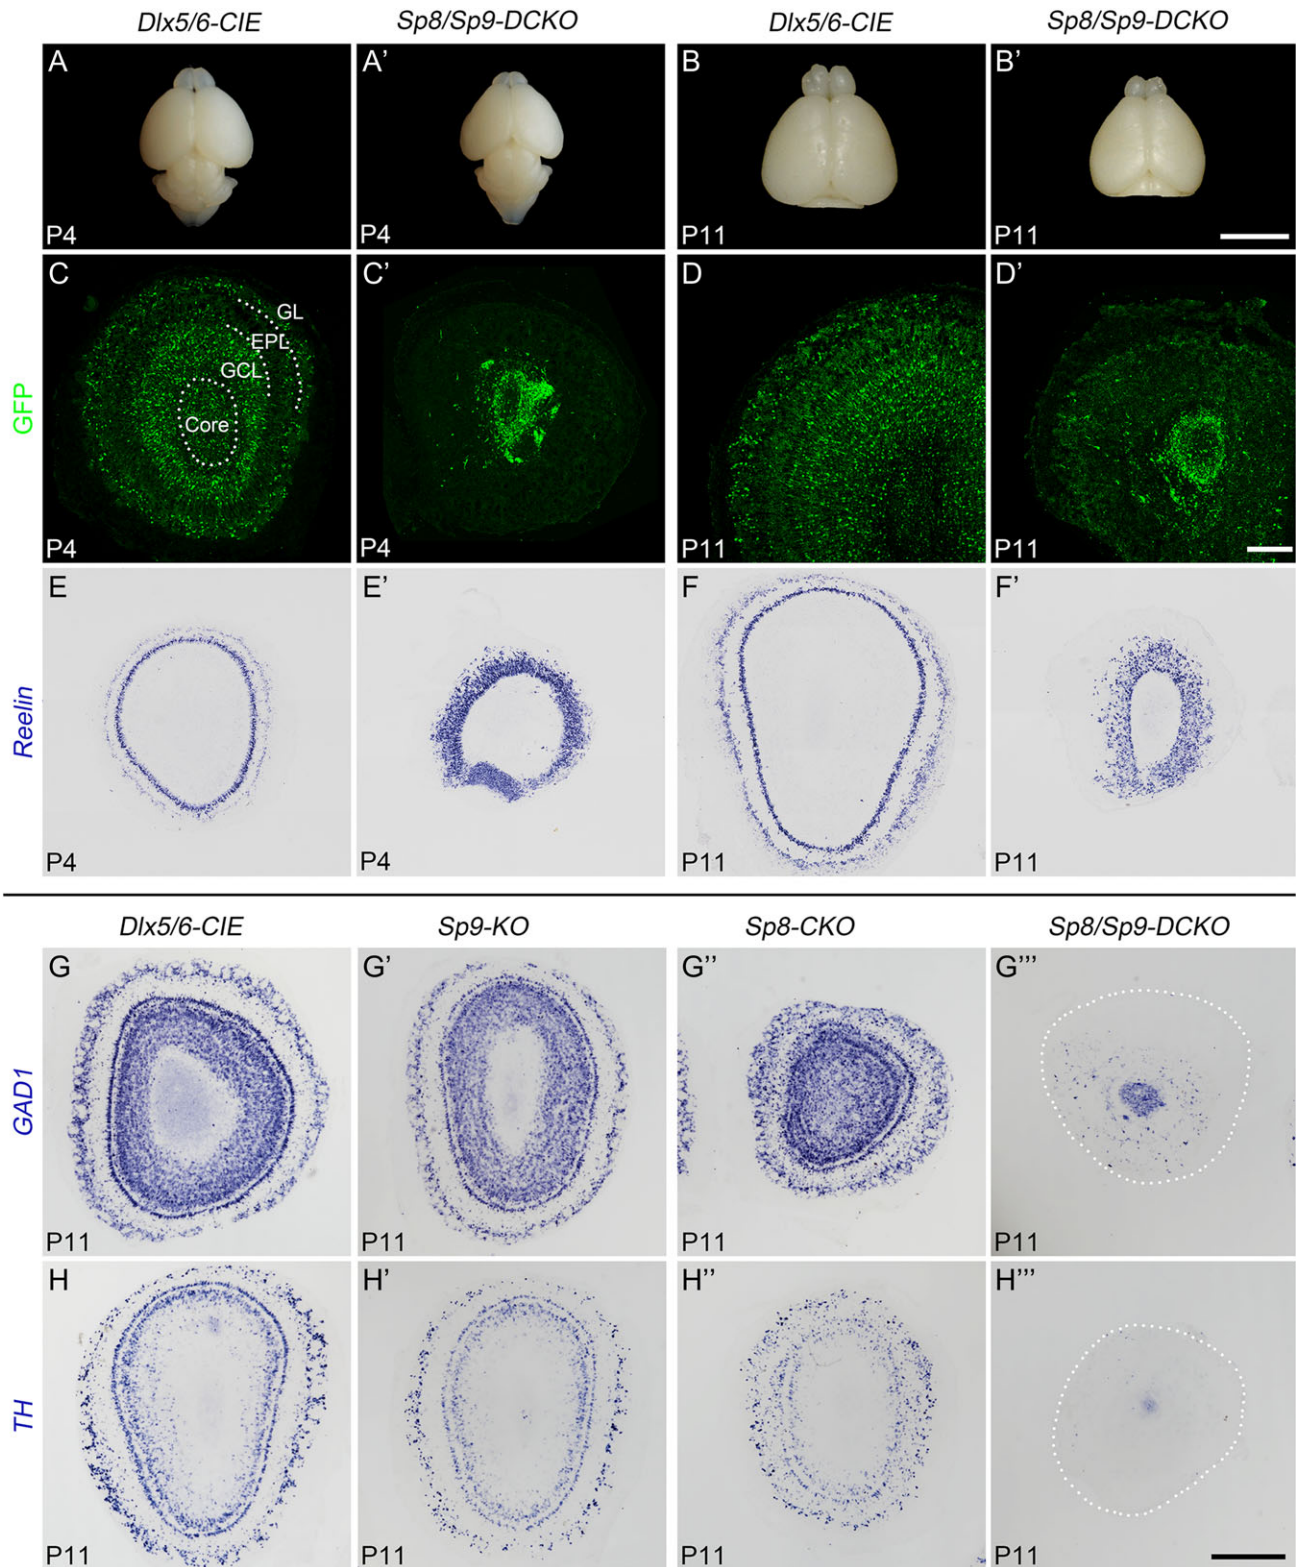 Dlx5/6-CIE Sp8/Sp9-DCKO Dlx5/6-CIE Sp8/Sp9-DCKO
A A' B B'
P4 P4 P11 P11
GFP
C C' D D'
GL
EPL
GCL
Core
P4 P4 P11 P11
Reelin
E E' F F'
P4 P4 P11 P11
Dlx5/6-CIE Sp9-KO Sp8-CKO Sp8/Sp9-DCKO
GAD1
G G' G'' G'''
P11 P11 P11 P11
TH
H H' H'' H'''
P11 P11 P11 P11